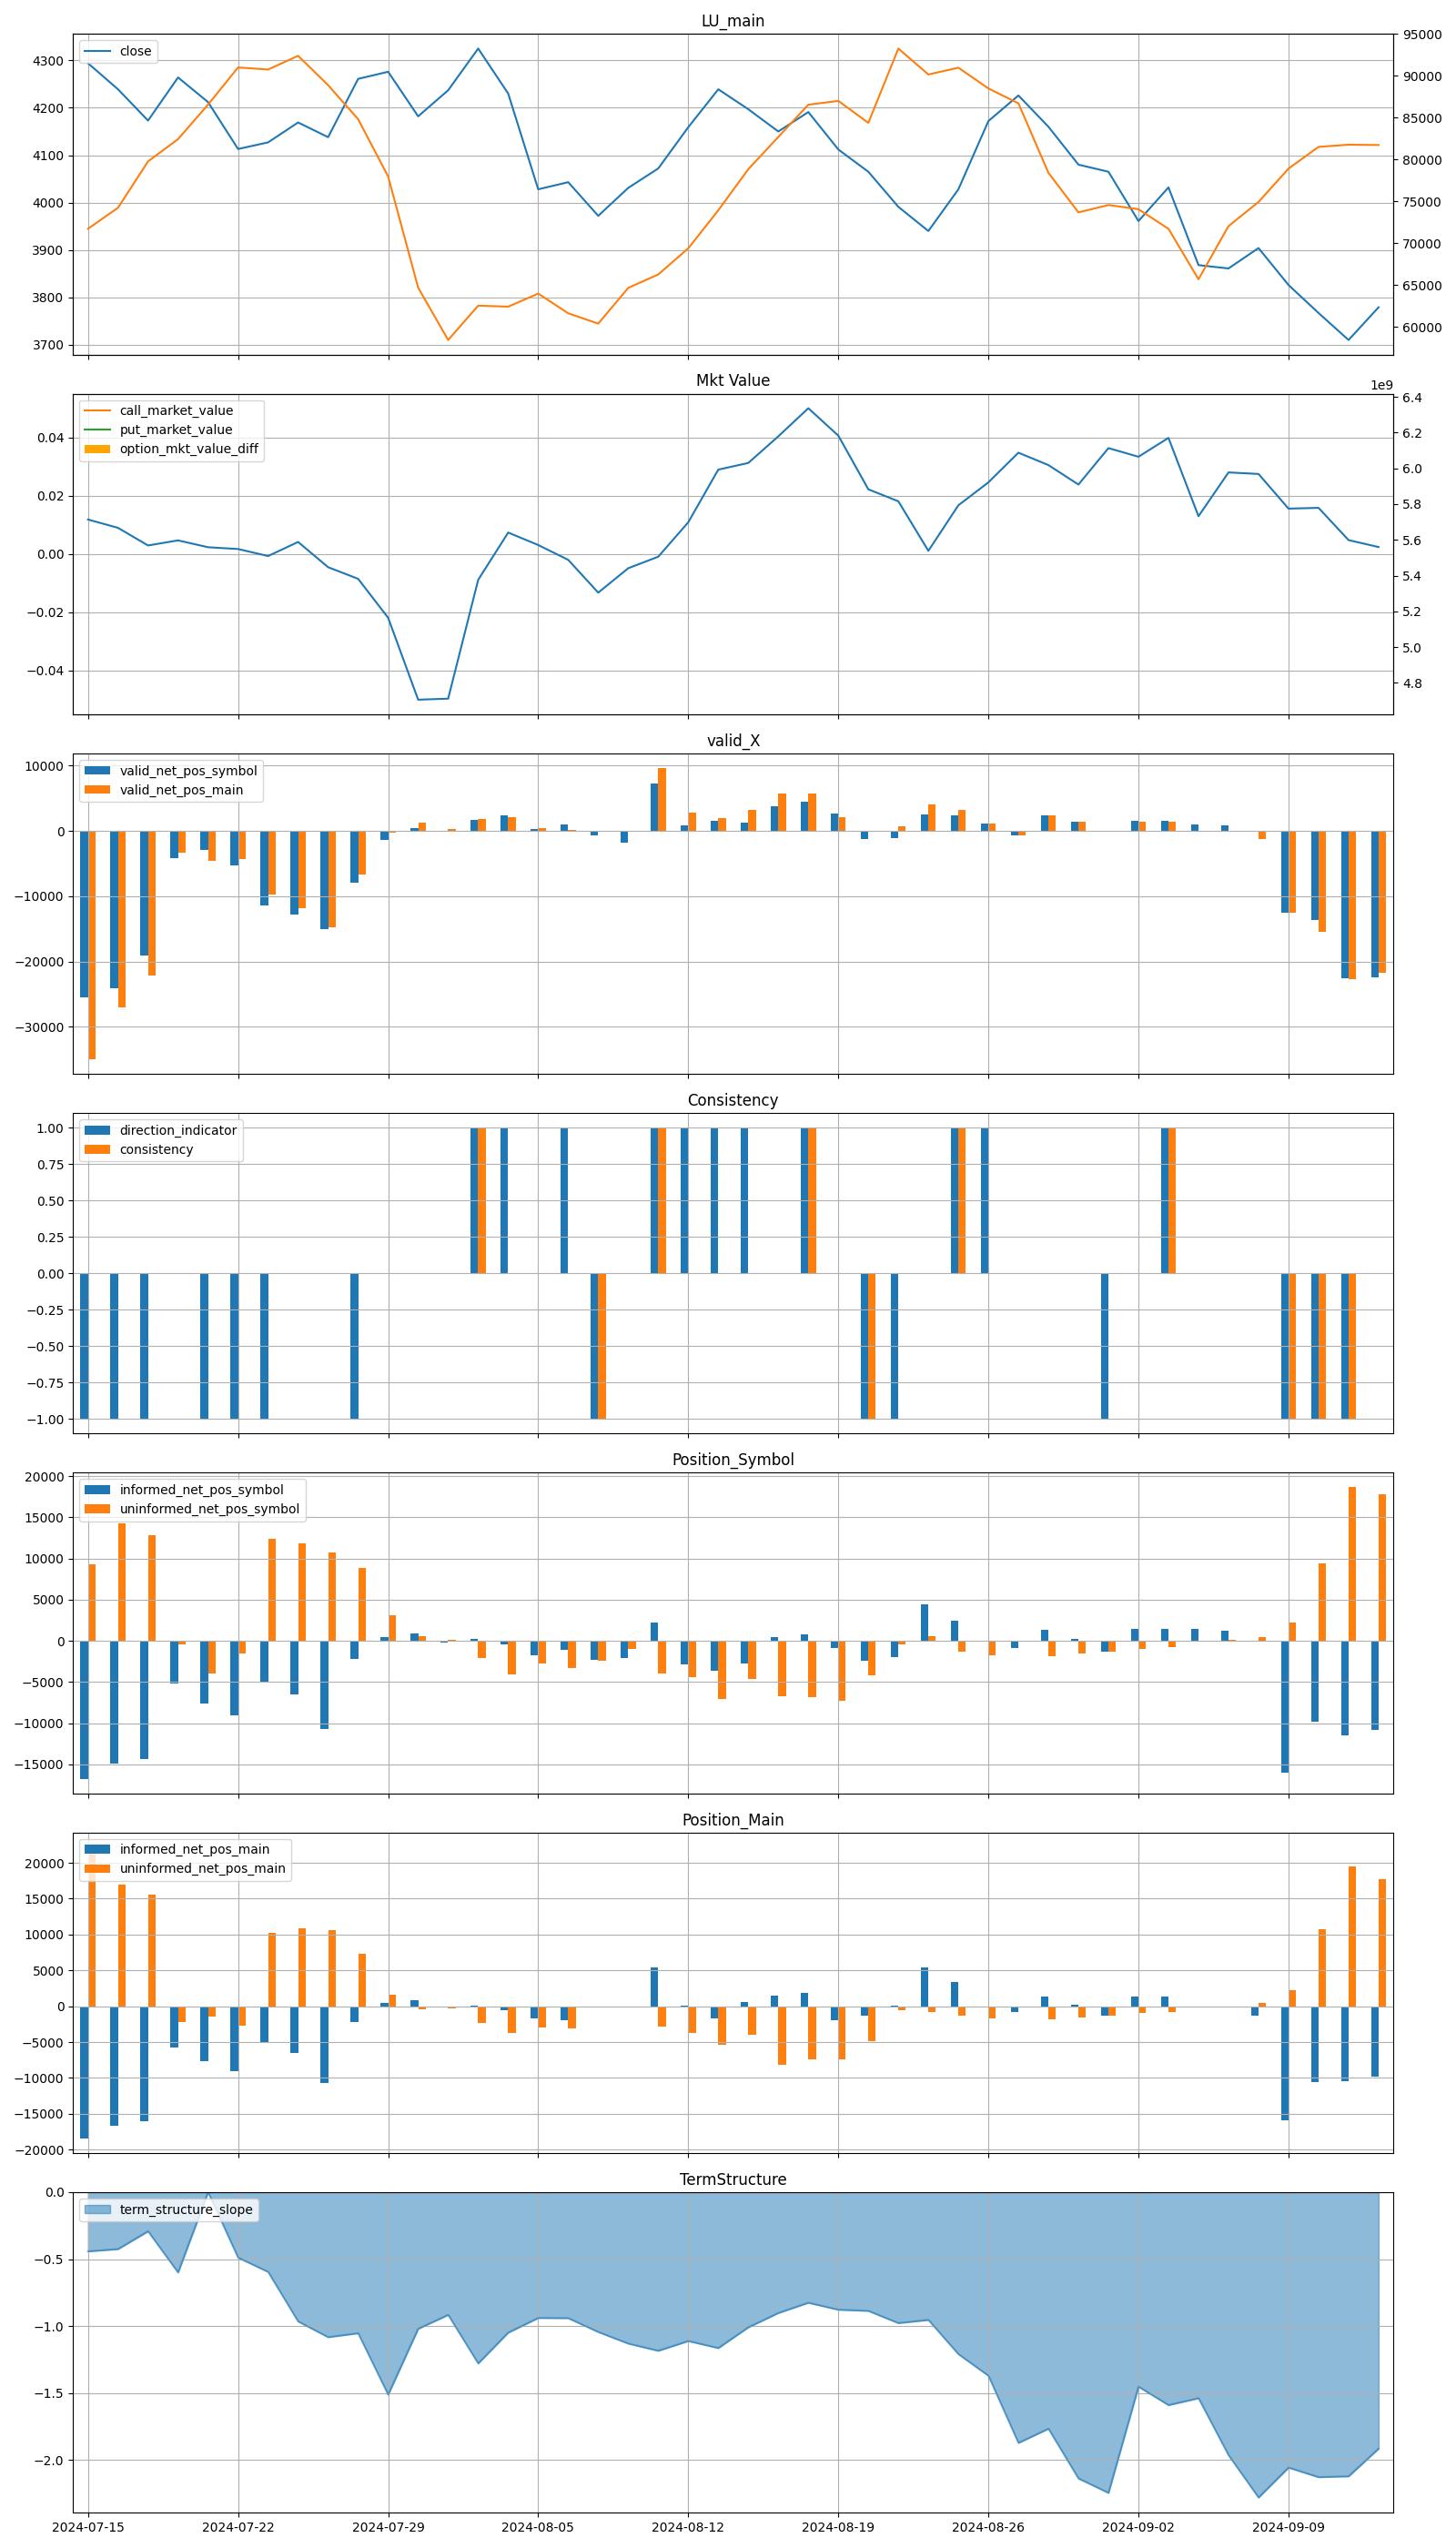 LU_main
close
4300
4200
4100
4000
3900
3800
3700
95000
90000
85000
80000
75000
70000
65000
60000
Mkt Value
1e9
call_market_value
put_market_value
option_mkt_value_diff
0.04
0.02
0.00
−0.02
−0.04
6.4
6.2
6.0
5.8
5.6
5.4
5.2
5.0
4.8
valid_X
valid_net_pos_symbol
valid_net_pos_main
10000
0
−10000
−20000
−30000
Consistency
direction_indicator
consistency
1.00
0.75
0.50
0.25
0.00
−0.25
−0.50
−0.75
−1.00
Position_Symbol
informed_net_pos_symbol
uninformed_net_pos_symbol
20000
15000
10000
5000
0
−5000
−10000
−15000
Position_Main
informed_net_pos_main
uninformed_net_pos_main
20000
15000
10000
5000
0
−5000
−10000
−15000
−20000
TermStructure
term_structure_slope
0.0
−0.5
−1.0
−1.5
−2.0
2024-07-15 2024-07-22 2024-07-29 2024-08-05 2024-08-12 2024-08-19 2024-08-26 2024-09-02 2024-09-09